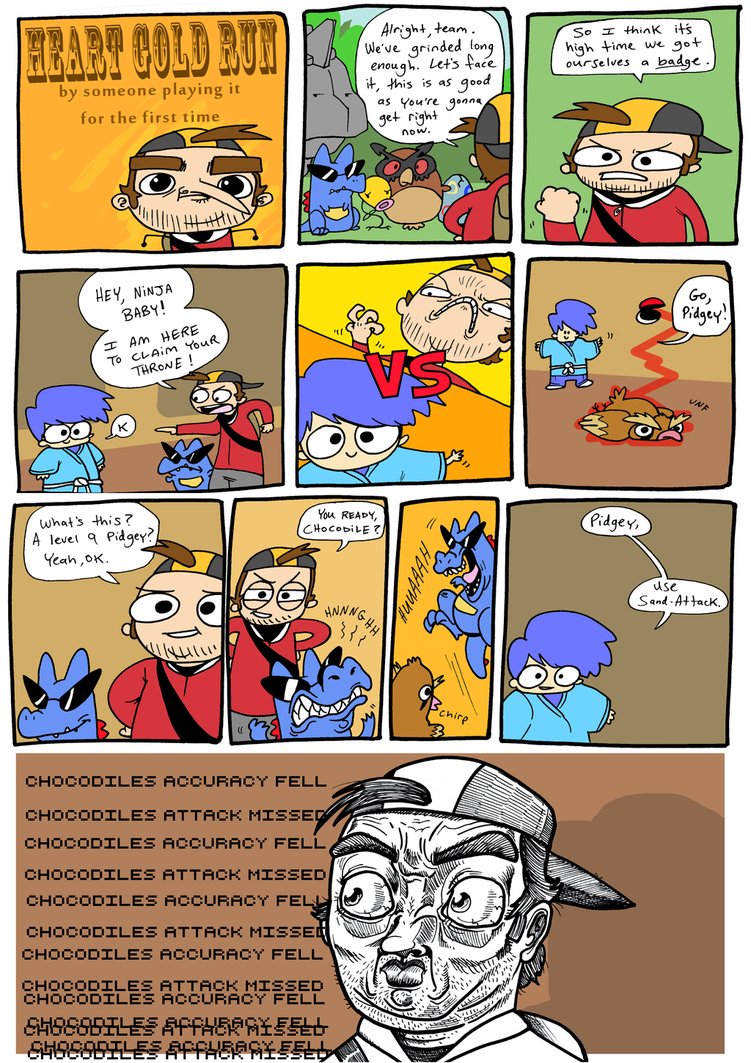 HEART GOLD RUN
by someone playing it
for the first time
Alright, team.
We've grinded long
enough. Let's face
it, this is as good
as you're gonna
get right
now.
So I think it's
high time we got
ourselves a badge.
HEY, NINJA
BABY!
I AM HERE
TO CLAIM YOUR
THRONE!
K
VS
Go,
Pidgey!
UNF
What's this?
A level 9 Pidgey?
Yeah, OK.
YOU READY,
CHOCODILE?
HNNNGHH
HUUAAAAH
chirp
Pidgey,
use
Sand-Attack.
CHOCODILES ACCURACY FELL
CHOCODILES ATTACK MISSED
CHOCODILES ACCURACY FELL
CHOCODILES ATTACK MISSED
CHOCODILES ACCURACY FELL
CHOCODILES ATTACK MISSED
CHOCODILES ACCURACY FELL
CHOCODILES ATTACK MISSED
CHOCODILES ACCURACY FELL
CHOCODILES ACCURACY FELL
CHOCODILES ATTACK MISSED
CHOCODILES ACCURACY FELL
CHOCODILES ATTACK MISSED